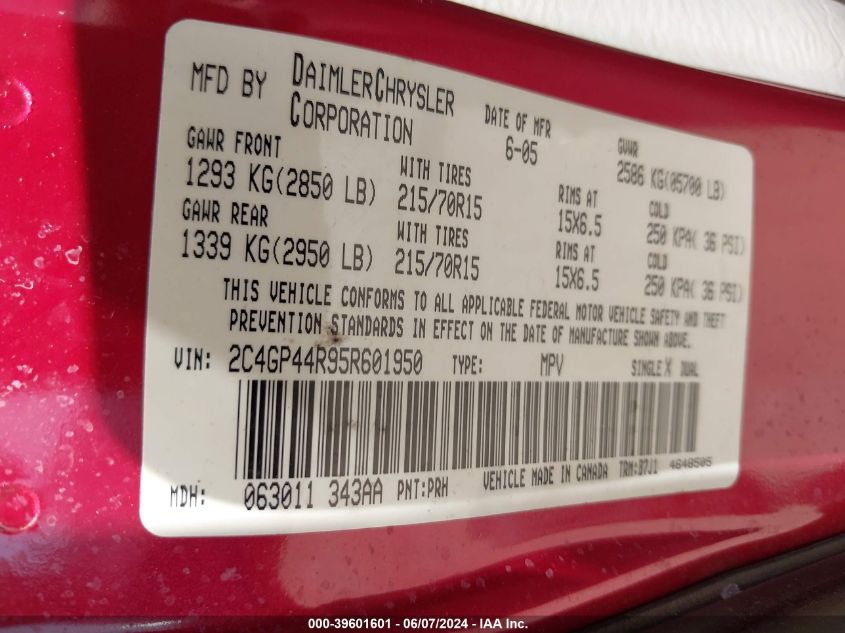 MFD BY DAIMLERCHRYSLER CORPORATION
DATE OF MFR 6-05
GVWR 2586 KG(05700 LB)
GAWR FRONT
1293 KG(2850 LB)
WITH TIRES 215/70R15
RIMS AT 15X6.5
COLD 250 KPA( 36 PSI)
GAWR REAR
1339 KG(2950 LB)
WITH TIRES 215/70R15
RIMS AT 15X6.5
COLD 250 KPA( 36 PSI)
THIS VEHICLE CONFORMS TO ALL APPLICABLE FEDERAL MOTOR VEHICLE SAFETY AND THEFT
PREVENTION STANDARDS IN EFFECT ON THE DATE OF MANUFACTURE SHOWN ABOVE.
VIN: 2C4GP44R95R601950 TYPE: MPV SINGLE X DUAL
MDH: 063011 343AA PNT:PRH VEHICLE MADE IN CANADA TRM:B7J1 4648505
000-39601601 - 06/07/2024 - IAA Inc.